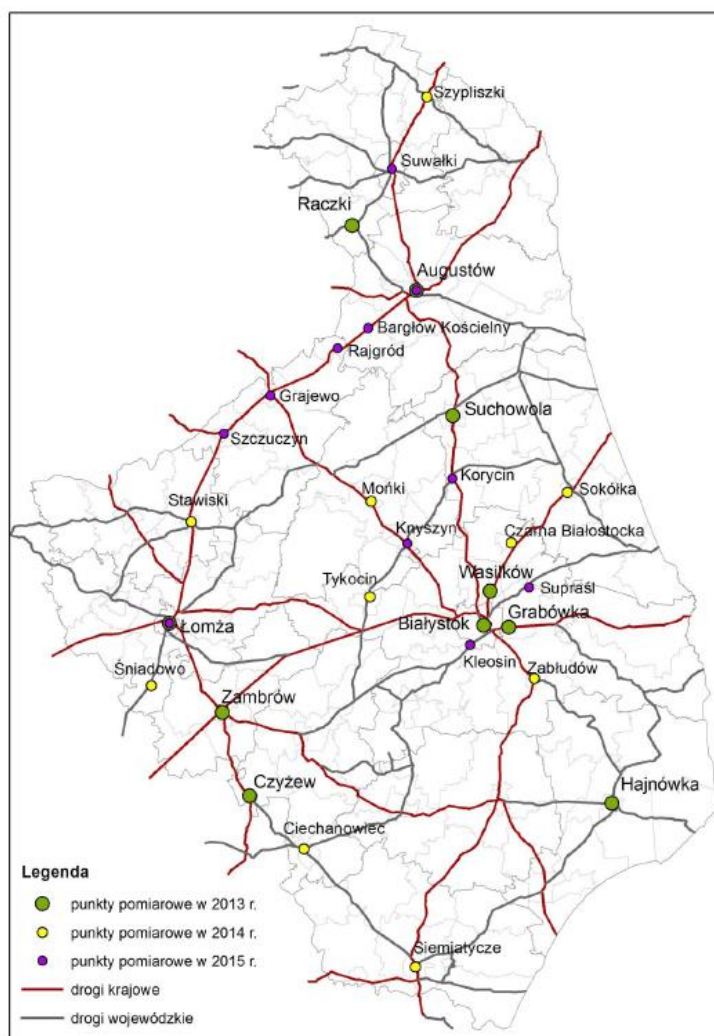 Szypliszki
Suwałki
Raczki
Augustów
Bargłów Kościelny
Rajgród
Grajewo
Suchowola
Szczuczyn
Korycin
Mońki
Sokółka
Stawiski
Knyszyn
Czarna Białostocka
Wasilków
Tykocin
Supraśl
Białystok
Grabówka
Łomża
Kleosin
Zabłudów
Śniadowo
Zambrów
Czyżew
Hajnówka
Ciechanowiec
Siemiatycze
Legenda
punkty pomiarowe w 2013 r.
punkty pomiarowe w 2014 r.
punkty pomiarowe w 2015 r.
drogi krajowe
drogi wojewódzkie